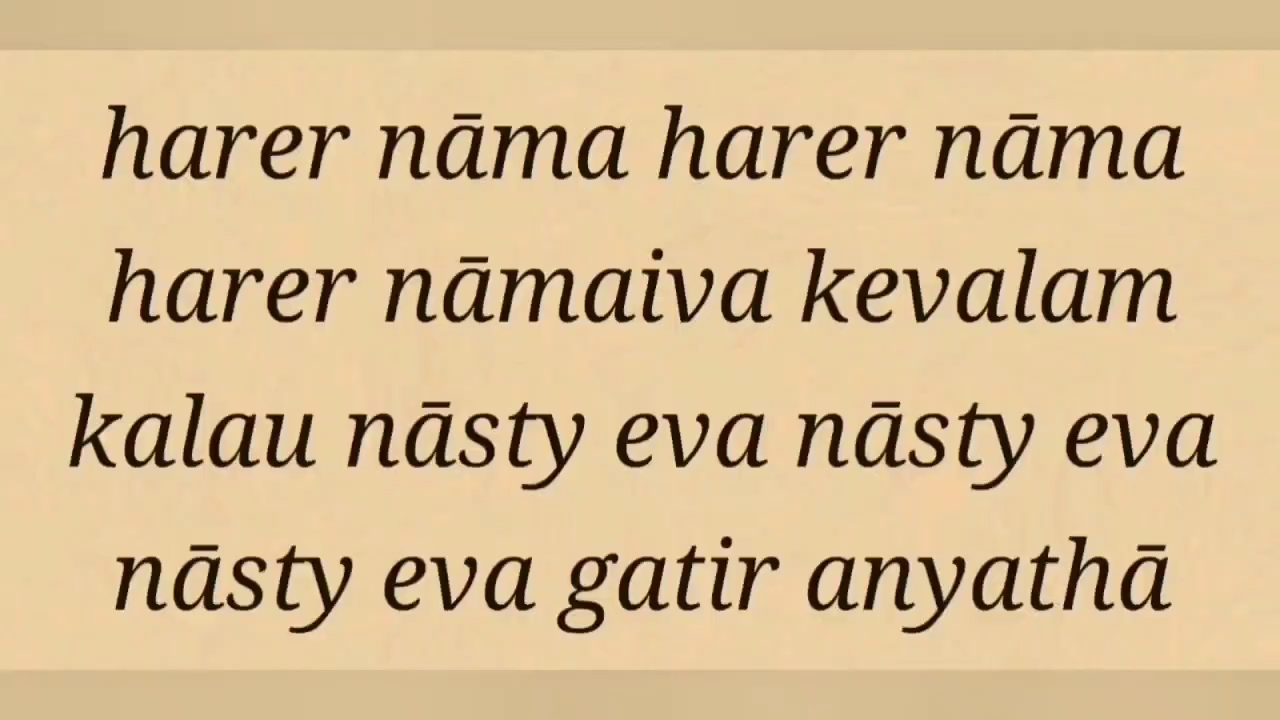 harer nāma harer nāma
harer nāmaiva kevalam
kalau nāsty eva nāsty eva
nāsty eva gatir anyathā